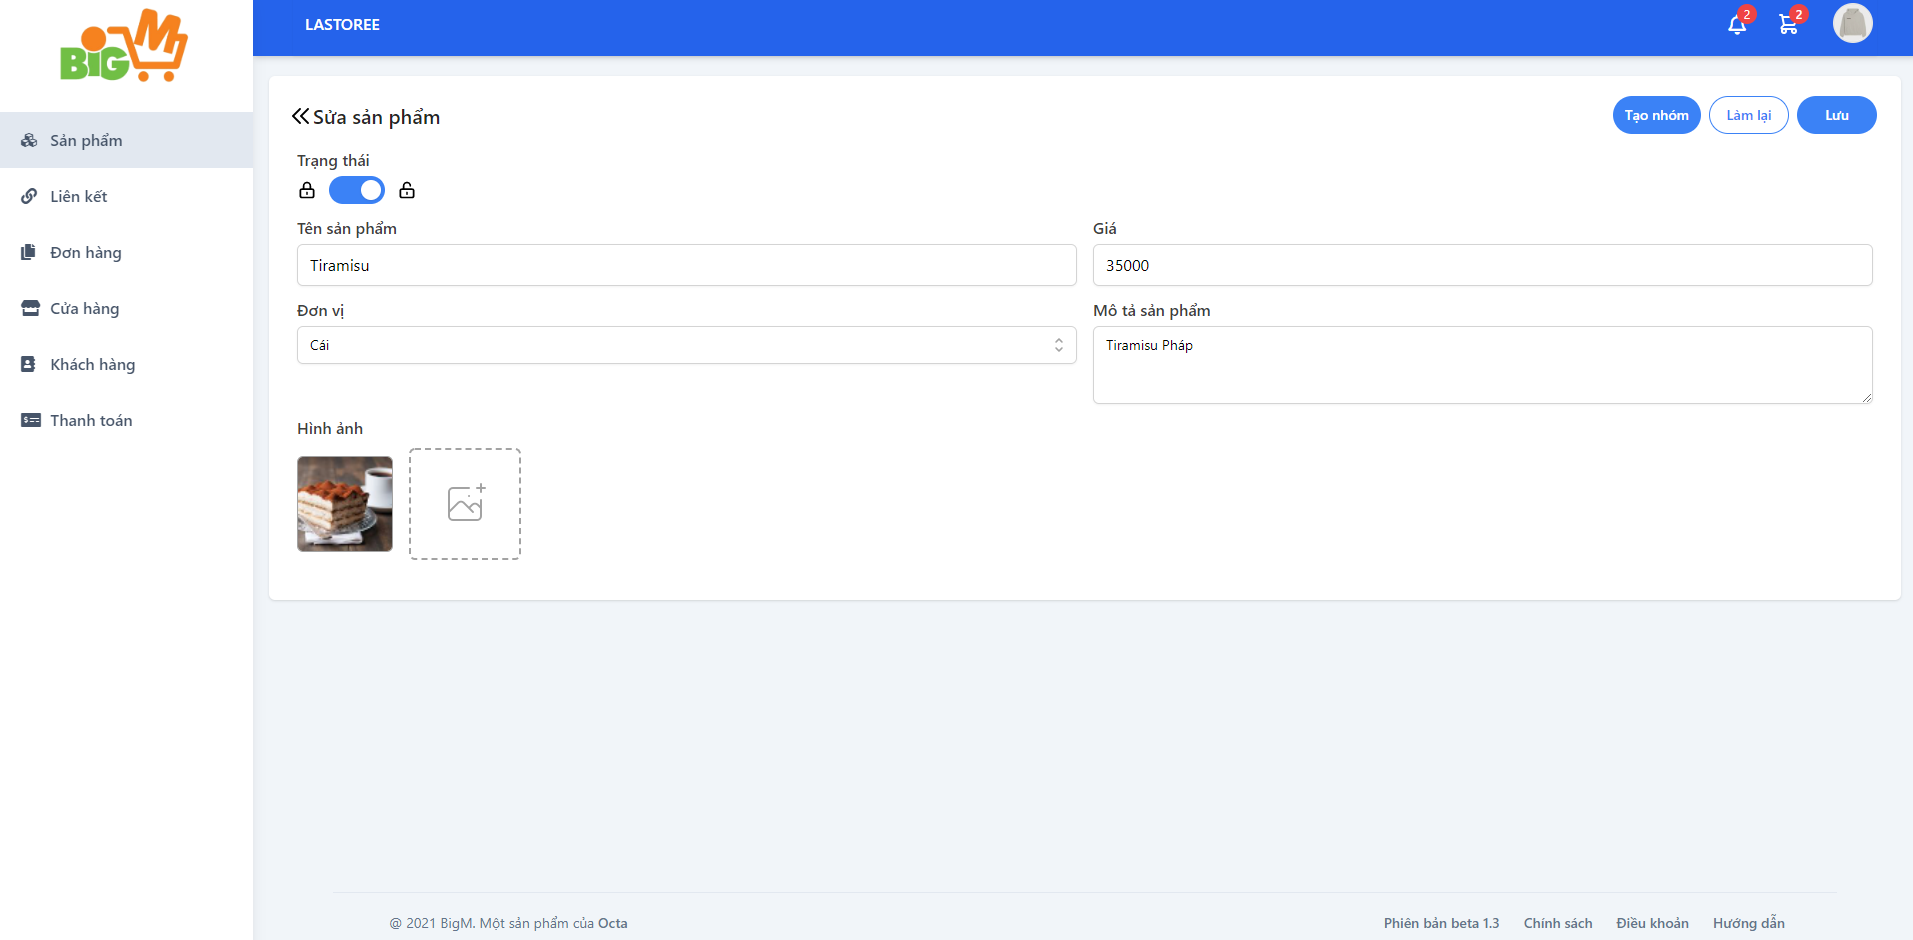 BiG M
LASTOREE
2
2
Sản phẩm
Liên kết
Đơn hàng
Cửa hàng
Khách hàng
Thanh toán
Sửa sản phẩm
Tạo nhóm
Làm lại
Lưu
Trạng thái
Tên sản phẩm
Giá
Tiramisu
35000
Đơn vị
Mô tả sản phẩm
Cái
Tiramisu Pháp
Hình ảnh
@ 2021 BigM. Một sản phẩm của Octa
Phiên bản beta 1.3
Chính sách
Điều khoản
Hướng dẫn